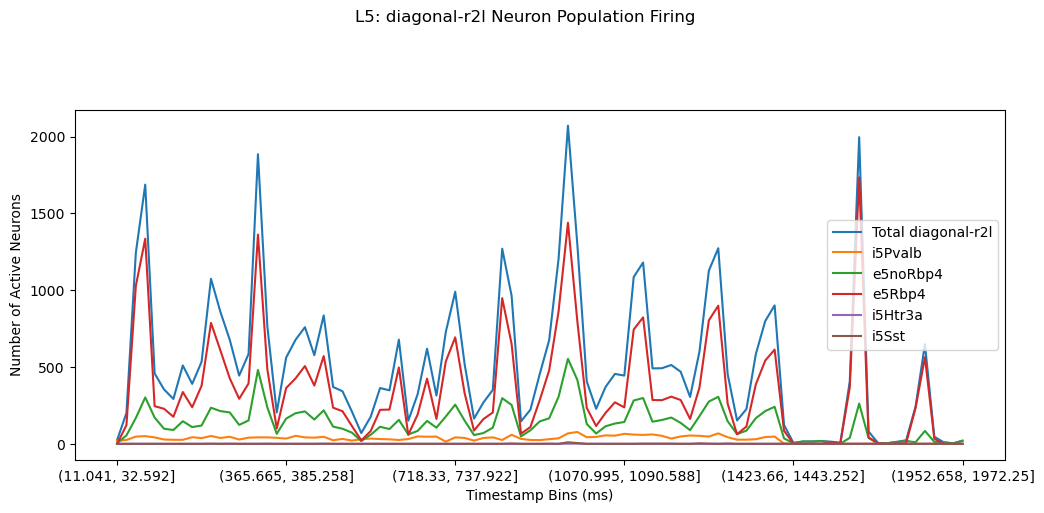 L5: diagonal-r2l Neuron Population Firing
2000
1500
1000
500
0
Number of Active Neurons
Total diagonal-r2l
i5Pvalb
e5noRbp4
e5Rbp4
i5Htr3a
i5Sst
(11.041, 32.592]
(365.665, 385.258]
(718.33, 737.922]
(1070.995, 1090.588]
(1423.66, 1443.252]
(1952.658, 1972.25]
Timestamp Bins (ms)